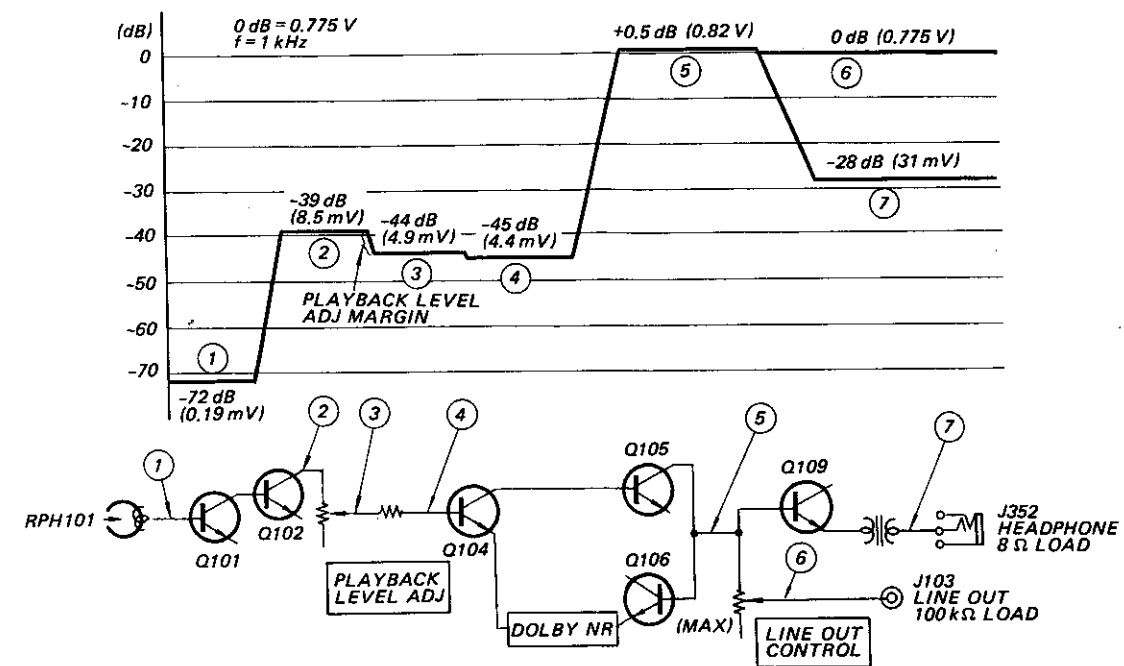 (dB)
0 dB = 0.775 V
f = 1 kHz
+0.5 dB (0.82 V)
0 dB (0.775 V)
0
5
6
-10
-20
-28 dB (31 mV)
-30
7
-39 dB
(8.5 mV)
-44 dB
(4.9 mV)
-45 dB
(4.4 mV)
-40
2
3
4
-50
PLAYBACK LEVEL
ADJ MARGIN
-60
1
-70
-72 dB
(0.19 mV)
2
3
4
5
7
1
Q105
Q109
RPH101
Q101
Q102
Q104
J352
HEADPHONE
8 Ω LOAD
PLAYBACK
LEVEL ADJ
Q106
6
J103
LINE OUT
100 kΩ LOAD
DOLBY NR
(MAX)
LINE OUT
CONTROL